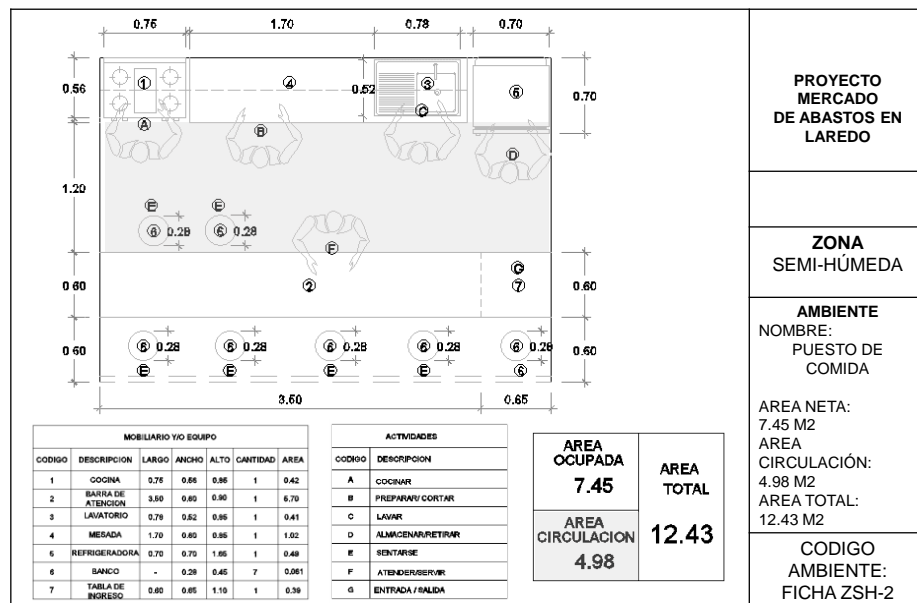 0.75 1.70 0.78 0.70
0.56 1 4 0.52 3 5 0.70
C
A B D
1.20
E E
6 0.28 6 0.28
F
G
0.60 2 7 0.60
0.60 6 0.28 6 0.28 6 0.28 6 0.28 6 0.28 0.60
E E E E G
3.50 0.65
MOBILIARIO Y/O EQUIPO
CODIGO DESCRIPCION LARGO ANCHO ALTO CANTIDAD AREA
1 COCINA 0.75 0.56 0.95 1 0.42
2 BARRA DE ATENCION 3,50 0.60 0.90 1 5.70
3 LAVATORIO 0.78 0.52 0.95 1 0.41
4 MESADA 1.70 0.60 0.95 1 1.02
5 REFRIGERADORA 0.70 0.70 1.65 1 0.49
6 BANCO - 0.28 0.45 7 0.061
7 TABLA DE INGRESO 0.60 0.65 1.10 1 0.39
ACTIVIDADES
CODIGO DESCRIPCION
A COCINAR
B PREPARAR/ CORTAR
C LAVAR
D ALMACENAR/RETIRAR
E SENTARSE
F ATENDER/SERVIR
G ENTRADA / SALIDA
AREA
OCUPADA
7.45
AREA
CIRCULACION
4.98
AREA
TOTAL
12.43
PROYECTO
MERCADO
DE ABASTOS EN
LAREDO
ZONA
SEMI-HÚMEDA
AMBIENTE
NOMBRE:
PUESTO DE
COMIDA
AREA NETA:
7.45 M2
AREA
CIRCULACIÓN:
4.98 M2
AREA TOTAL:
12.43 M2
CODIGO
AMBIENTE:
FICHA ZSH-2